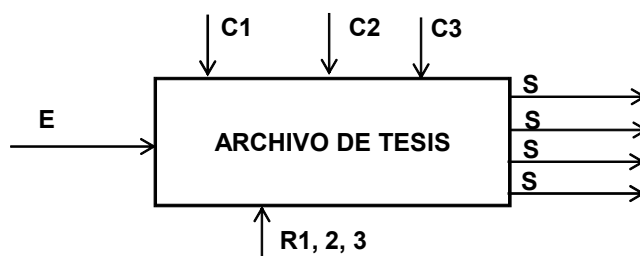 C1
C2
C3
E
ARCHIVO DE TESIS
S
S
S
S
R1, 2, 3